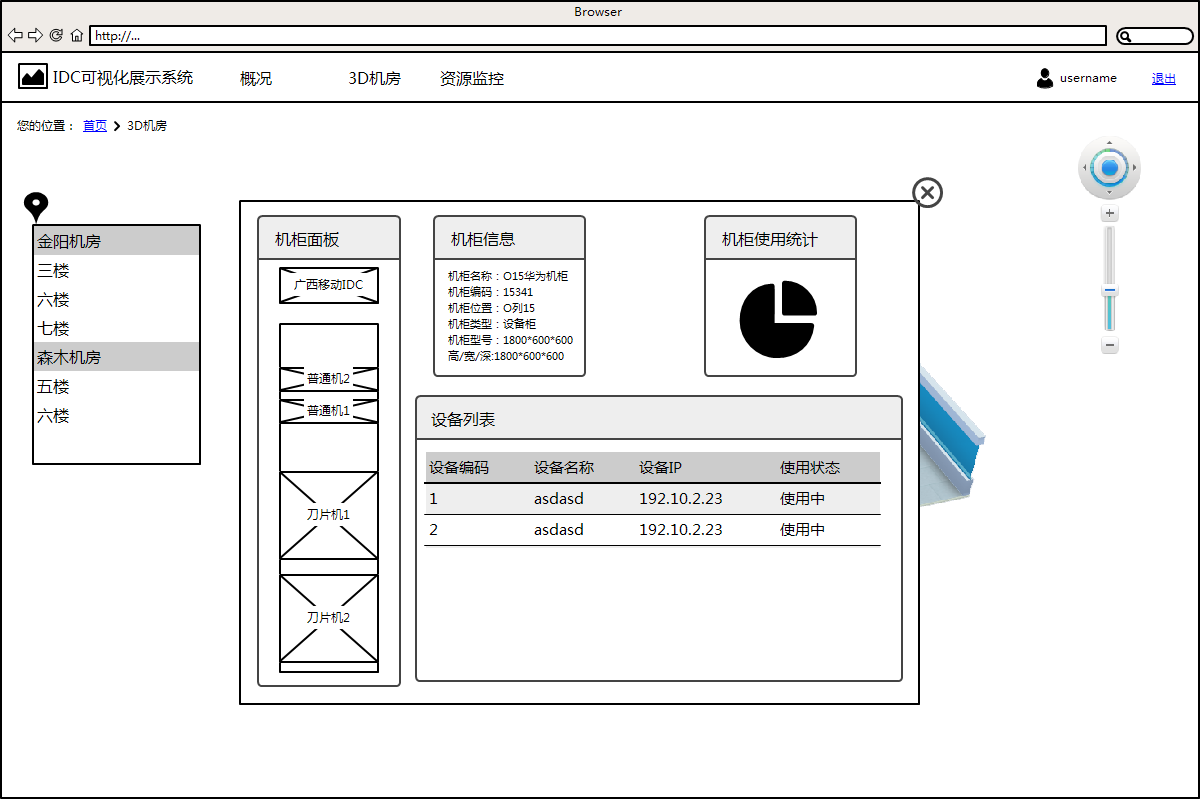 Browser
http://...
IDC可视化展示系统 概况 3D机房 资源监控 username 退出
您的位置： 首页 3D机房
金阳机房
三楼
六楼
七楼
森木机房
五楼
六楼
机柜面板
广西移动IDC
普通机2
普通机1
刀片机1
刀片机2
机柜信息
机柜名称：O15华为机柜
机柜编码：15341
机柜位置：O列15
机柜类型：设备柜
机柜型号：1800*600*600
高/宽/深:1800*600*600
机柜使用统计
设备列表
设备编码 设备名称 设备IP 使用状态
1 asdasd 192.10.2.23 使用中
2 asdasd 192.10.2.23 使用中